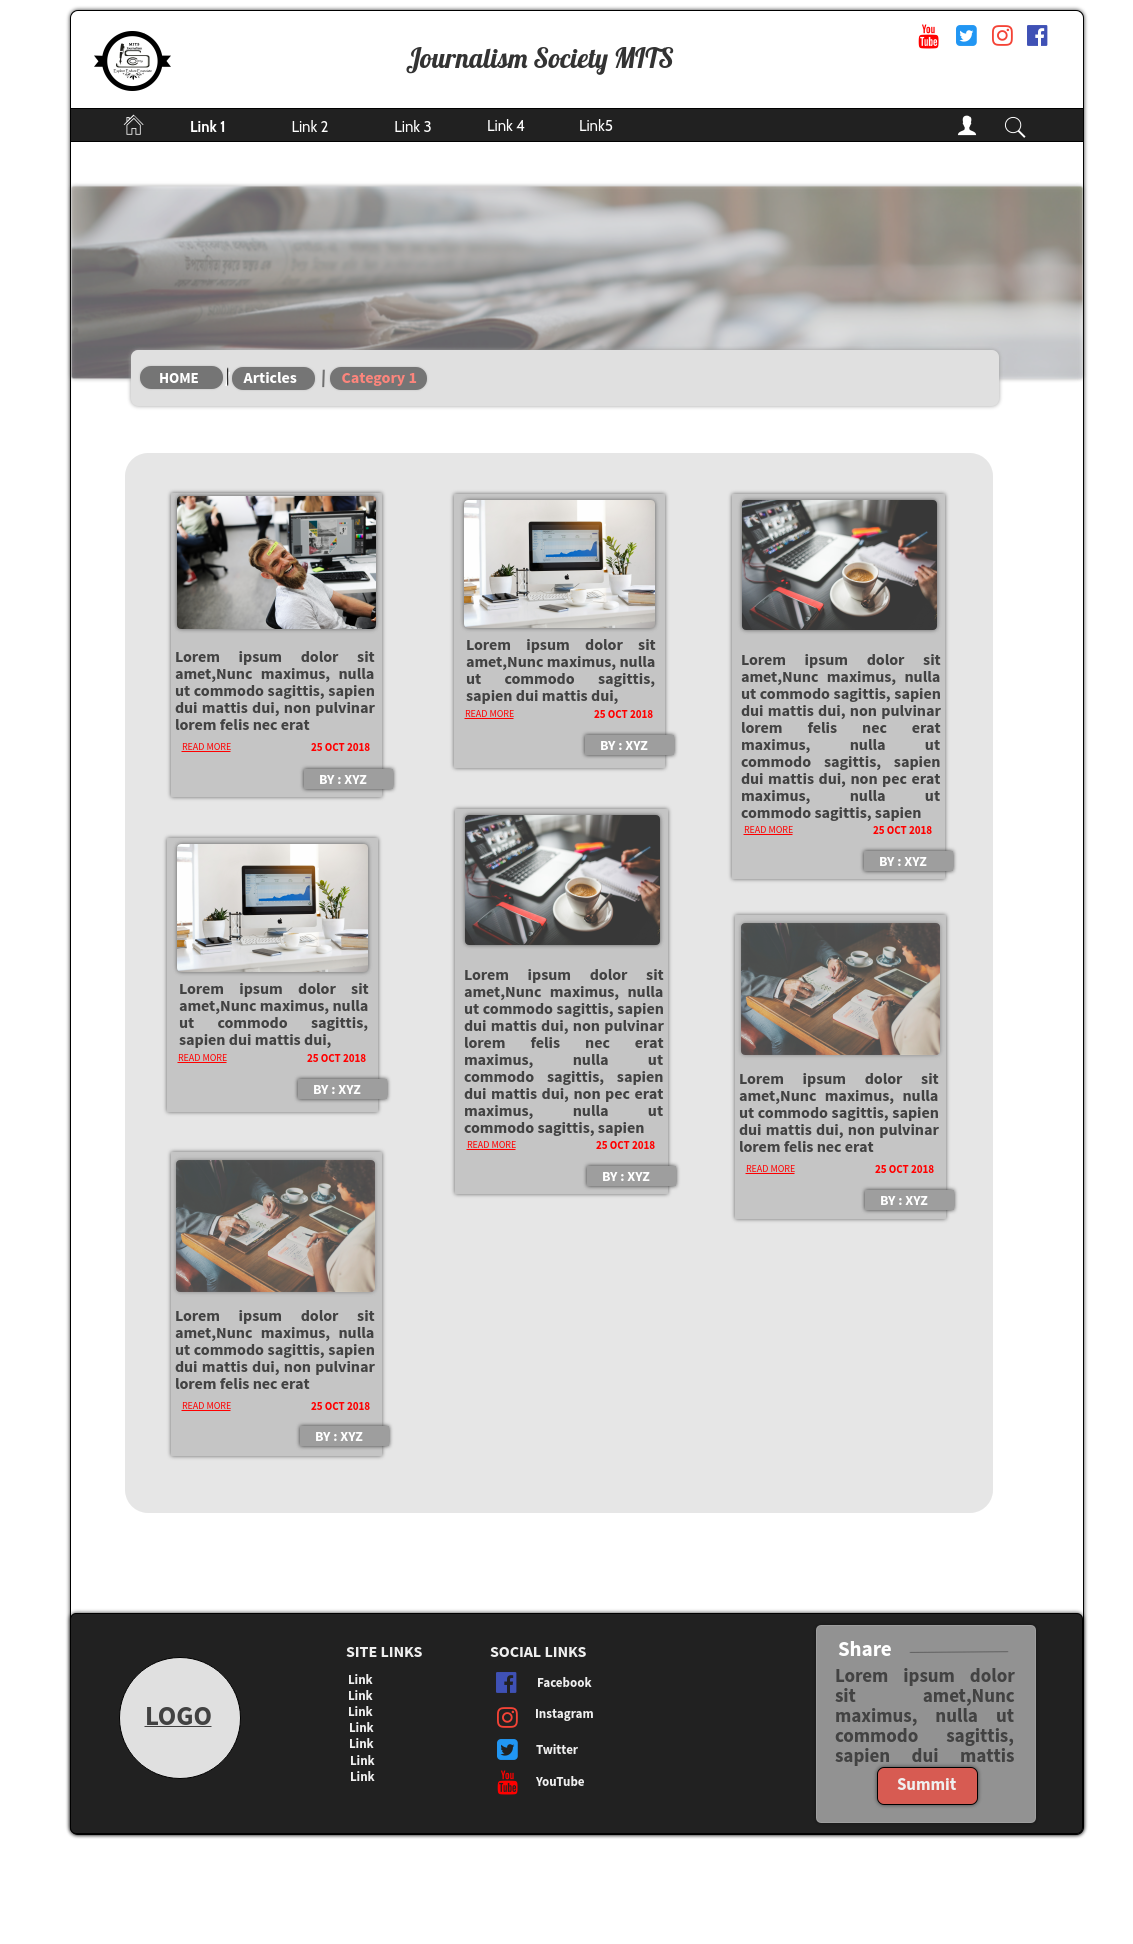 MITS
Journalism Society MITS
Link 1
Link 2
Link 3
Link 4
Link5
HOME | Articles | Category 1
Lorem ipsum dolor sit
amet,Nunc maximus, nulla
ut commodo sagittis, sapien
dui mattis dui, non pulvinar
lorem felis nec erat
READ MORE
25 OCT 2018
BY : XYZ
Lorem ipsum dolor sit
amet,Nunc maximus, nulla
ut commodo sagittis,
sapien dui mattis dui,
READ MORE
25 OCT 2018
BY : XYZ
Lorem ipsum dolor sit
amet,Nunc maximus, nulla
ut commodo sagittis, sapien
dui mattis dui, non pulvinar
lorem felis nec erat
maximus, nulla ut
commodo sagittis, sapien
dui mattis dui, non pec erat
maximus, nulla ut
commodo sagittis, sapien
READ MORE
25 OCT 2018
BY : XYZ
Lorem ipsum dolor sit
amet,Nunc maximus, nulla
ut commodo sagittis,
sapien dui mattis dui,
READ MORE
25 OCT 2018
BY : XYZ
Lorem ipsum dolor sit
amet,Nunc maximus, nulla
ut commodo sagittis, sapien
dui mattis dui, non pulvinar
lorem felis nec erat
maximus, nulla ut
commodo sagittis, sapien
dui mattis dui, non pec erat
maximus, nulla ut
commodo sagittis, sapien
READ MORE
25 OCT 2018
BY : XYZ
Lorem ipsum dolor sit
amet,Nunc maximus, nulla
ut commodo sagittis, sapien
dui mattis dui, non pulvinar
lorem felis nec erat
READ MORE
25 OCT 2018
BY : XYZ
Lorem ipsum dolor sit
amet,Nunc maximus, nulla
ut commodo sagittis, sapien
dui mattis dui, non pulvinar
lorem felis nec erat
READ MORE
25 OCT 2018
BY : XYZ
LOGO
SITE LINKS
Link
Link
Link
Link
Link
Link
Link
SOCIAL LINKS
Facebook
Instagram
Twitter
You Tube YouTube
Share
Lorem ipsum dolor
sit amet,Nunc
maximus, nulla ut
commodo sagittis,
sapien dui mattis
Summit